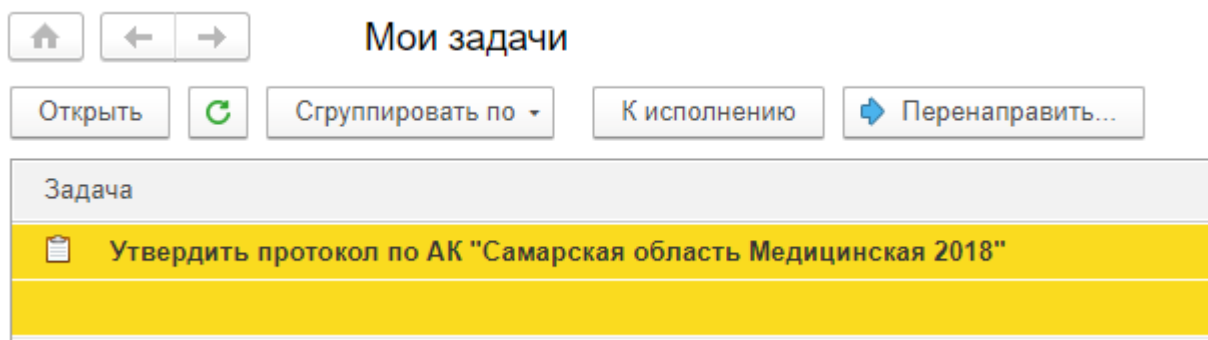 Мои задачи
Открыть Сгруппировать по К исполнению Перенаправить...
Задача
Утвердить протокол по АК "Самарская область Медицинская 2018"